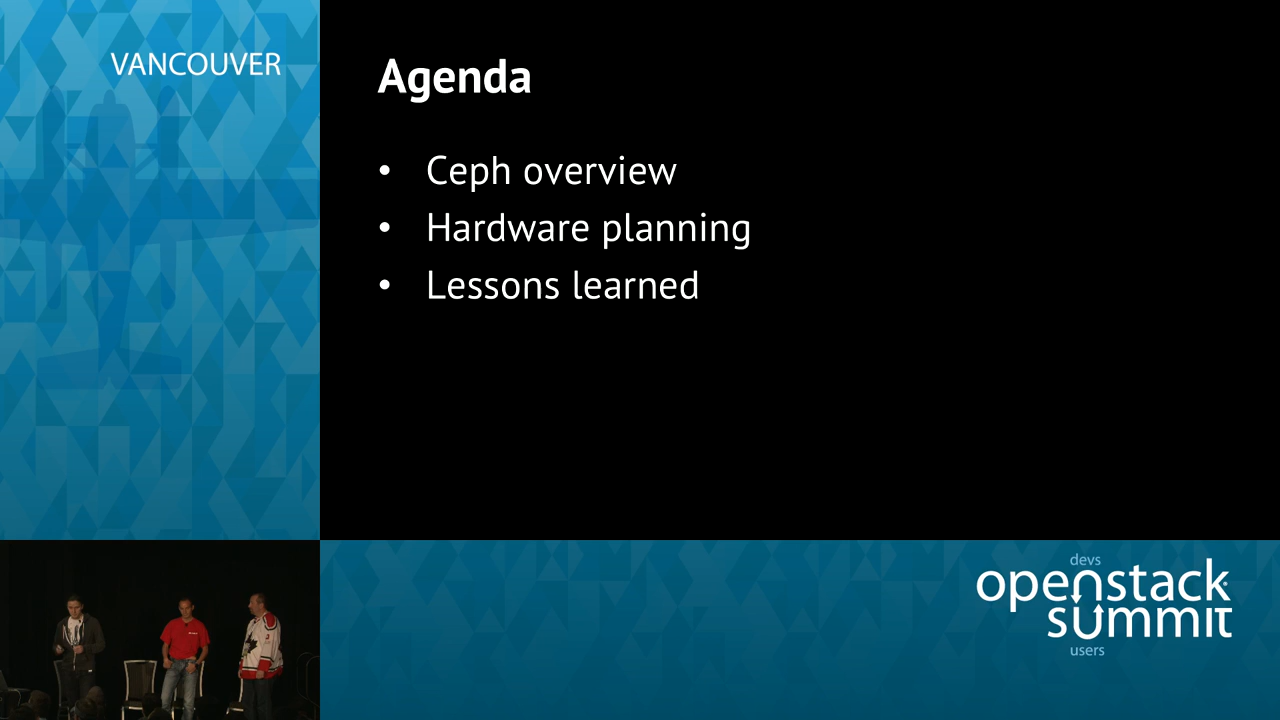 VANCOUVER
Agenda
• Ceph overview
• Hardware planning
• Lessons learned
devs
openstack
summit
users